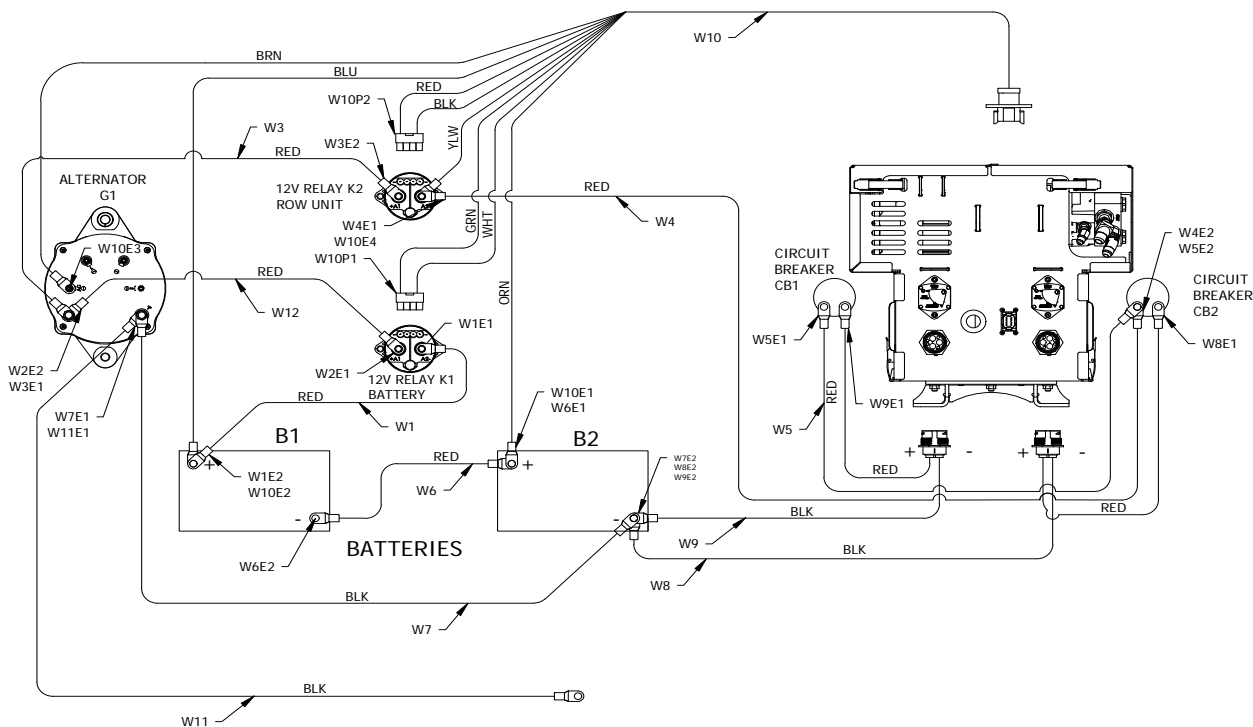 W10
BRN
BLU
RED
BLK
W10P2
YLW
W3
RED
W3E2
ALTERNATOR
G1
12V RELAY K2
ROW UNIT
+A1
RED
W4
W4E1
W10E4
W10P1
GRN
WHT
W10E3
RED
W12
ORN
CIRCUIT
BREAKER
CB1
W4E2
W5E2
CIRCUIT
BREAKER
CB2
W5E1
W8E1
W1E1
+A1
A2-
W2E1
12V RELAY K1
BATTERY
W2E2
W3E1
W7E1
W11E1
RED
W1
W10E1
W6E1
RED
W9E1
W5
B1
B2
+
-
+
-
+
W1E2
W10E2
RED
W6
+
W7E2
W8E2
W9E2
RED
RED
-
W6E2
BATTERIES
-
BLK
W9
BLK
W8
BLK
W7
BLK
W11